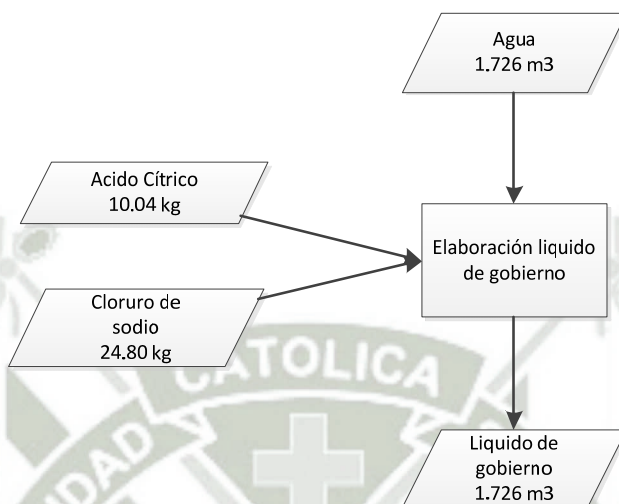 Agua
1.726 m3
Acido Cítrico
10.04 kg
Elaboración liquido
de gobierno
Cloruro de
sodio
24.80 kg
CATOLICA
DAD
Liquido de
gobierno
1.726 m3